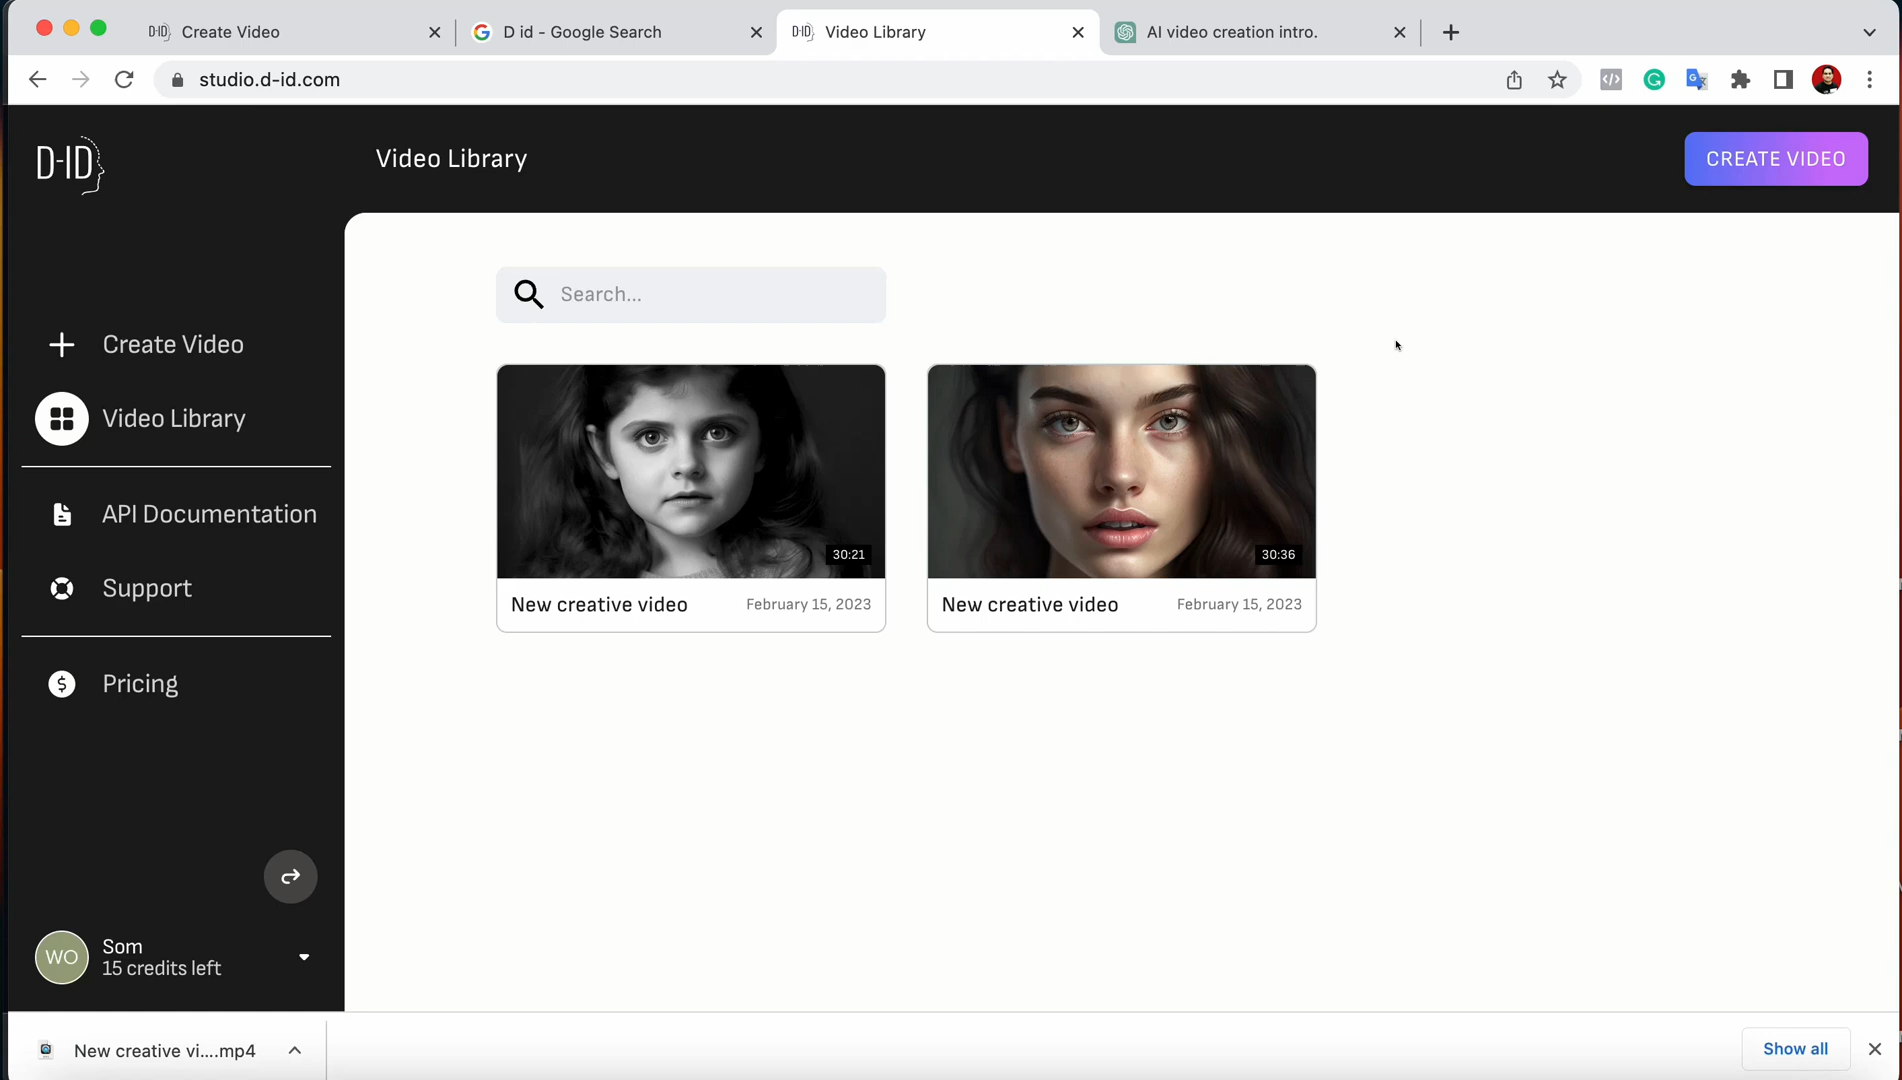 D-ID Create Video
D id - Google Search
D-ID Video Library
AI video creation intro.
studio.d-id.com
D-ID
Video Library
CREATE VIDEO
Search...
Create Video
Video Library
API Documentation
Support
Pricing
30:21
New creative video
February 15, 2023
30:36
New creative video
February 15, 2023
WO
Som
15 credits left
New creative vi....mp4
Show all